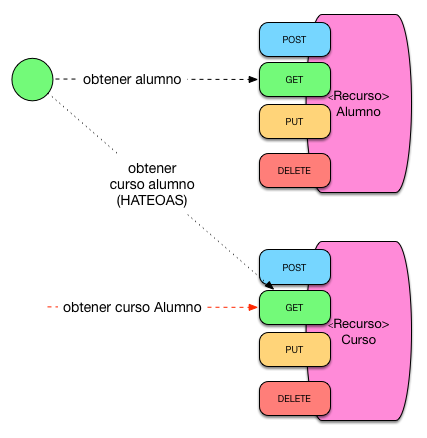 POST
obtener alumno
GET
<Recurso>
Alumno
PUT
DELETE
obtener
curso alumno
(HATEOAS)
POST
obtener curso Alumno
GET
<Recurso>
Curso
PUT
DELETE